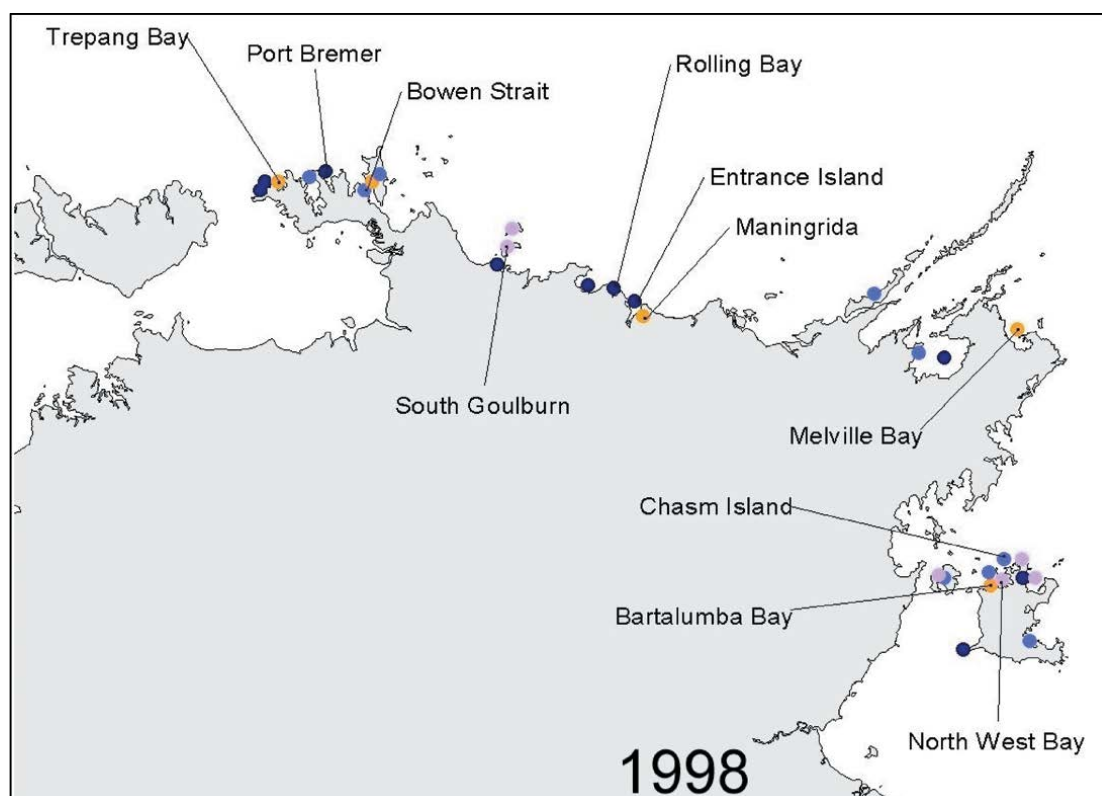 Trepang Bay
Port Bremer
Bowen Strait
Rolling Bay
Entrance Island
Maningrida
South Goulburn
Melville Bay
Chasm Island
Bartalumba Bay
North West Bay
1998